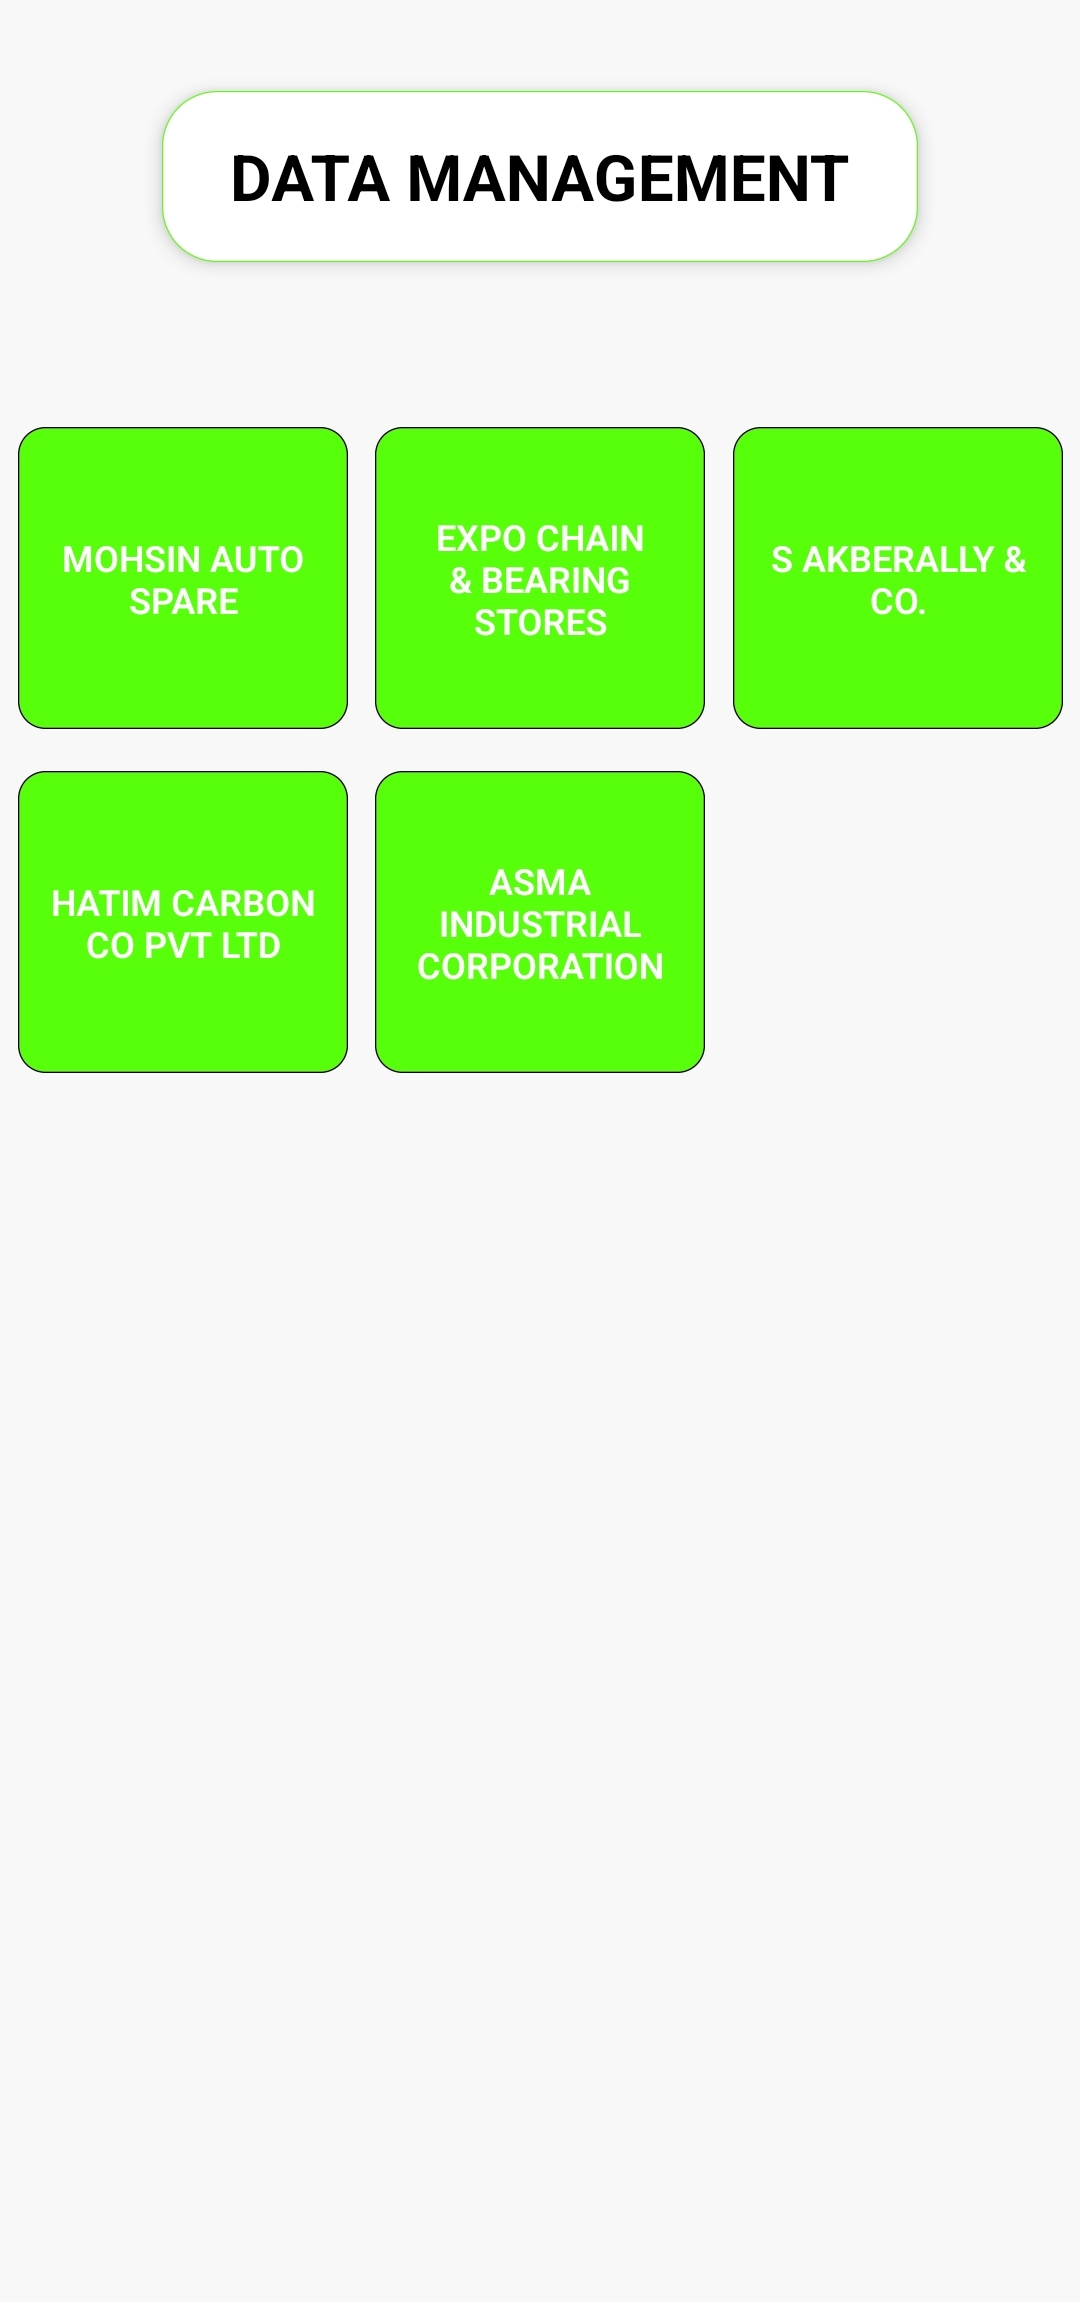 DATA MANAGEMENT
MOHSIN AUTO
SPARE
EXPO CHAIN
& BEARING
STORES
S AKBERALLY &
CO.
HATIM CARBON
CO PVT LTD
ASMA
INDUSTRIAL
CORPORATION